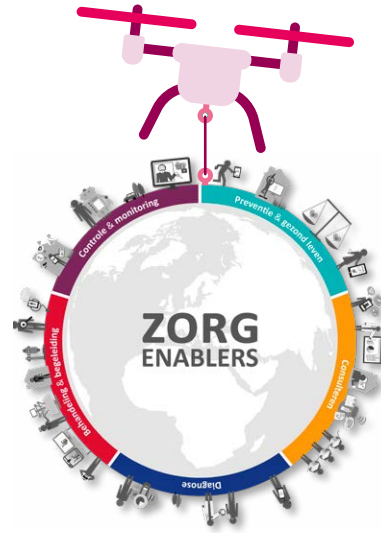 ZORG
ENABLERS
Preventie & gezond leven
Consulteren
Diagnose
Behandeling & begeleiding
Controle & monitoring